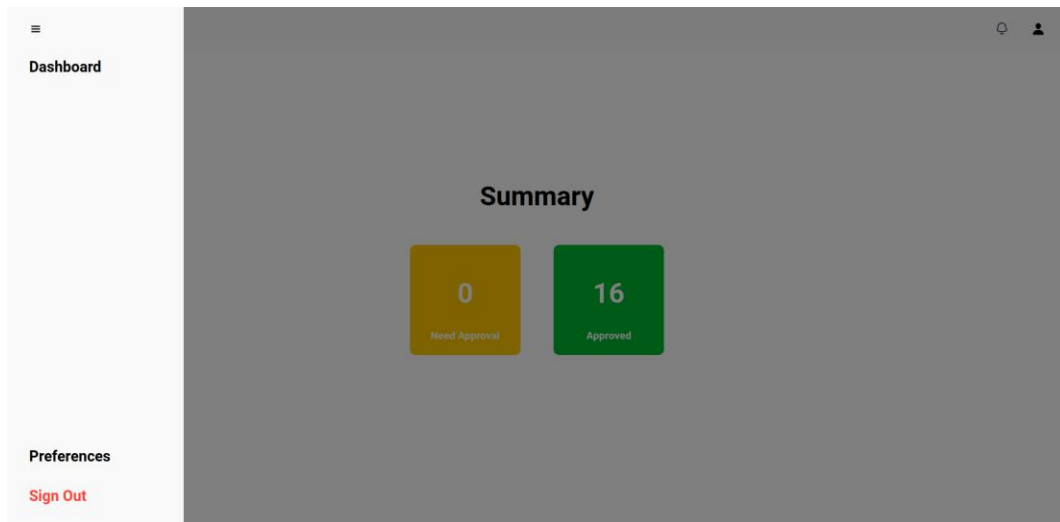 Dashboard
Summary
0
Need Approval
16
Approved
Preferences
Sign Out